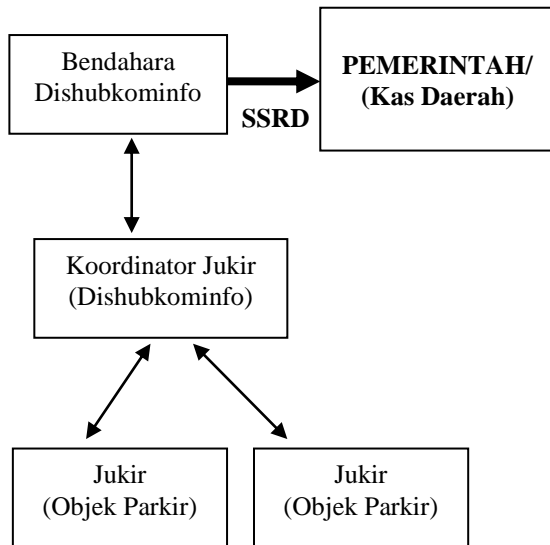 Bendahara
Dishubkominfo
SSRD
PEMERINTAH/
(Kas Daerah)
Koordinator Jukir
(Dishubkominfo)
Jukir
(Objek Parkir)
Jukir
(Objek Parkir)